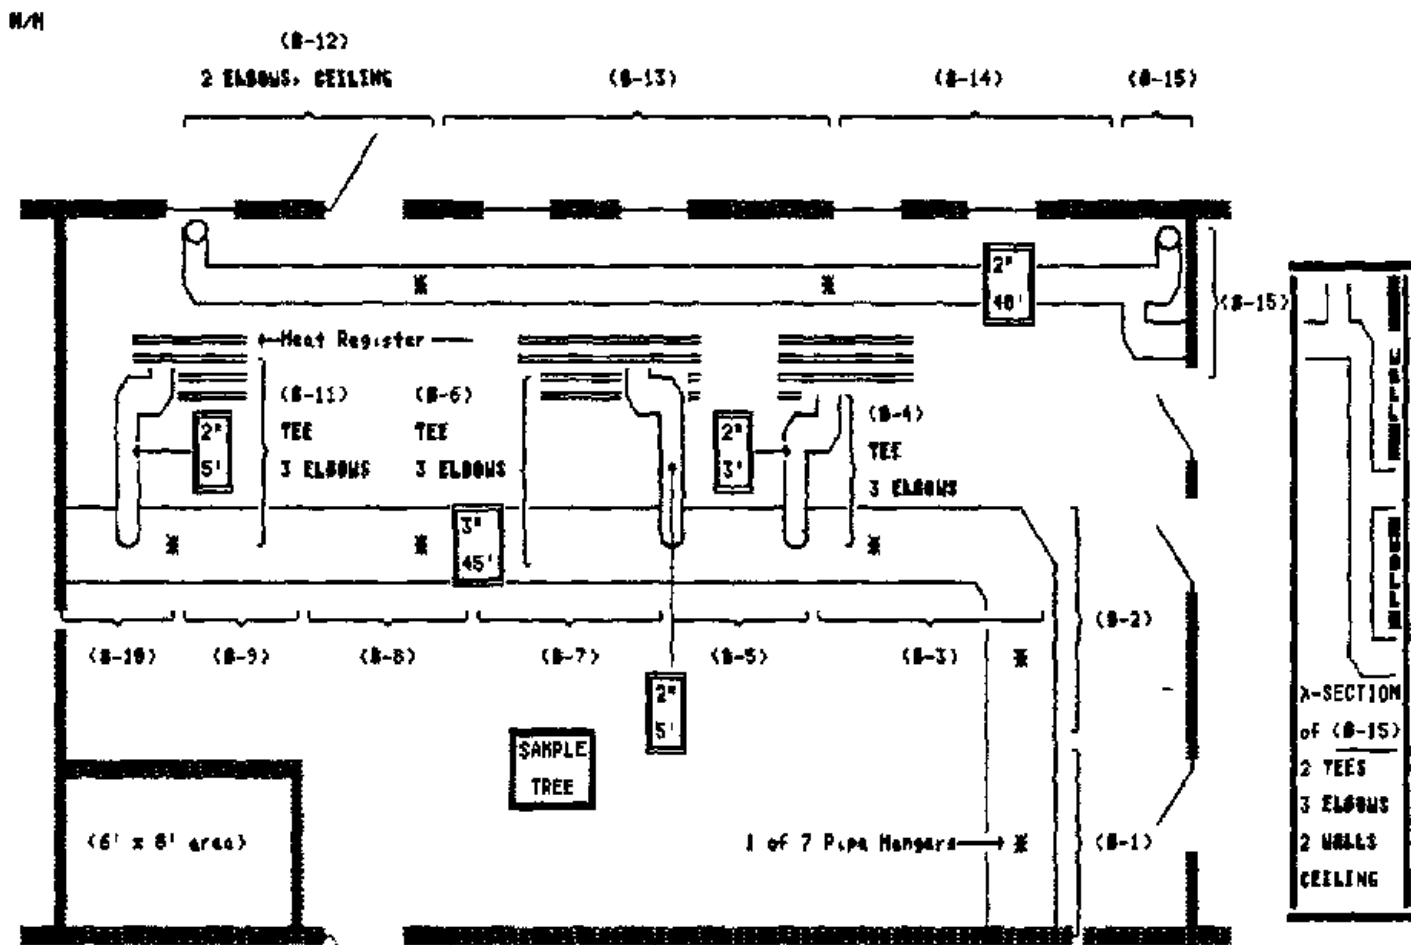 (B-12)
2 ELBOWS, CEILING
(B-13)
(B-14)
(B-15)
2"
40'
(B-15)
Heat Register
(B-11)
TEE
3 ELBOWS
(B-6)
TEE
3 ELBOWS
(B-4)
TEE
3 ELBOWS
2"
5'
2"
3'
3"
45'
(B-10)
(B-9)
(B-8)
(B-7)
(B-5)
(B-3)
(B-2)
2"
5'
SAMPLE
TREE
(6' x 8' area)
1 of 7 Pipe Hangers
(B-1)
X-SECTION
of (B-15)
2 TEES
3 ELBOWS
2 WALLS
CEILING